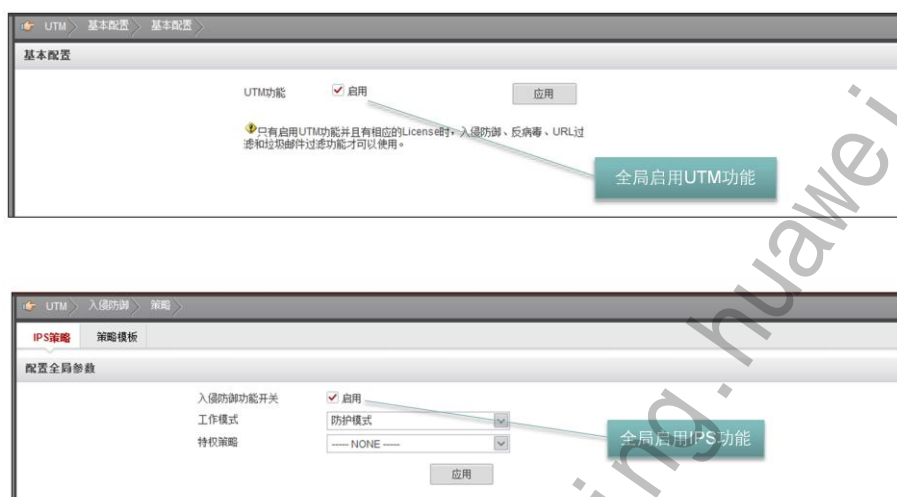 UTM 基本配置 基本配置
基本配置
UTM功能 启用 应用
只有启用UTM功能并且有相应的License时，入侵防御、反病毒、URL过
滤和垃圾邮件过滤功能才可以使用。
全局启用UTM功能
UTM 入侵防御 策略
IPS策略 策略模板
配置全局参数
入侵防御功能开关 启用
工作模式 防护模式
特权策略 ----- NONE -----
全局启用IPS功能
应用
ing.huawei